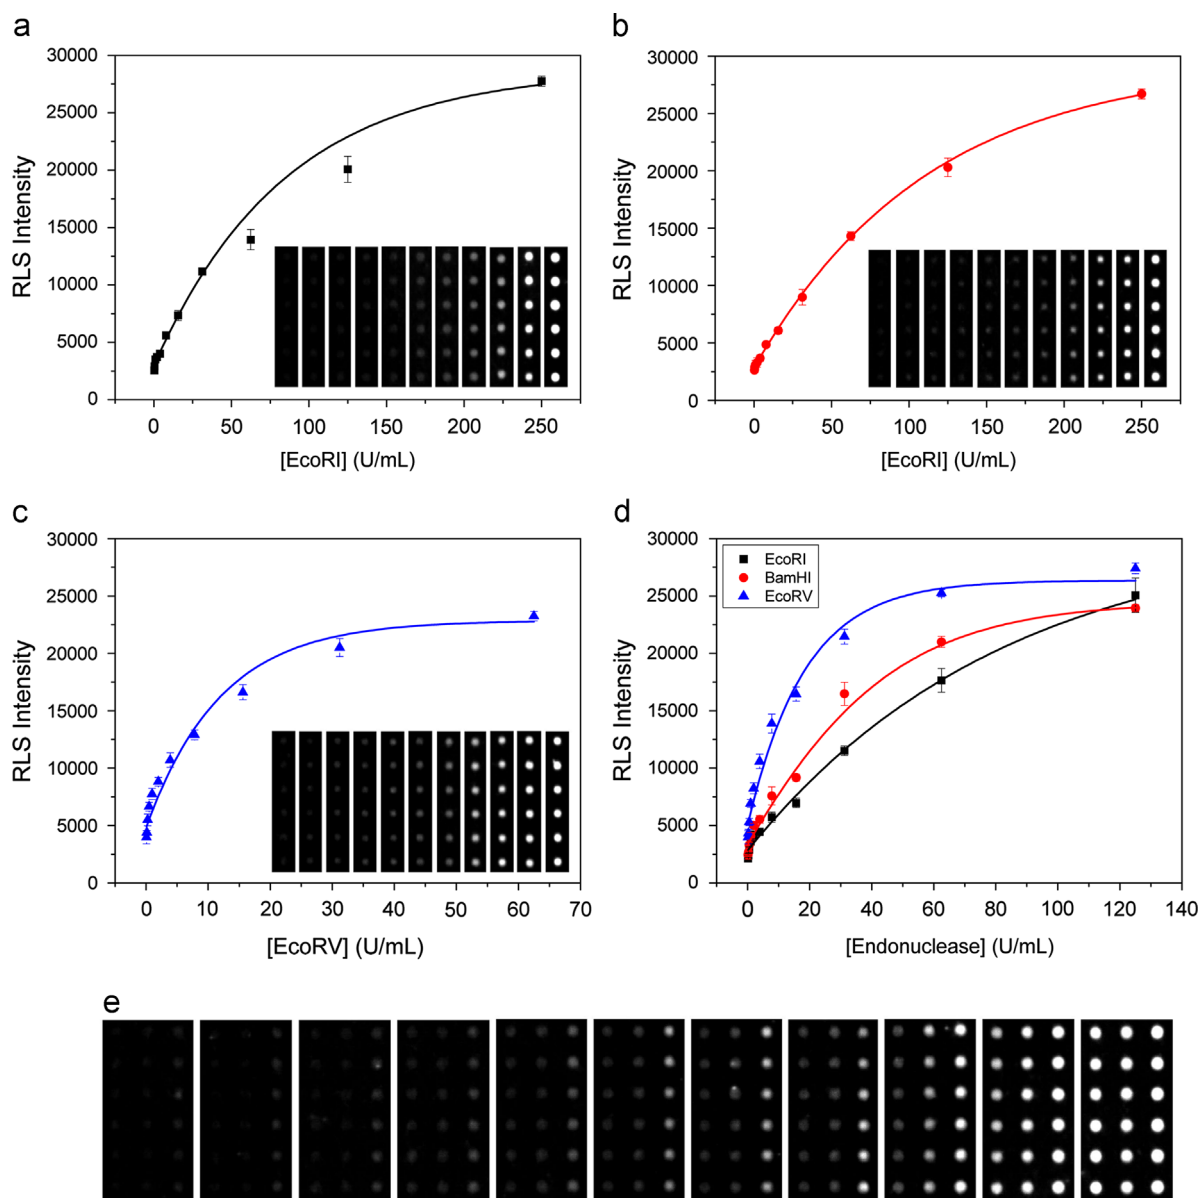 a
30000
25000
20000
15000
10000
5000
0
RLS Intensity
0 50 100 150 200 250
[EcoRI] (U/mL)
b
30000
25000
20000
15000
10000
5000
0
RLS Intensity
0 50 100 150 200 250
[EcoRI] (U/mL)
c
30000
25000
20000
15000
10000
5000
0
RLS Intensity
0 10 20 30 40 50 60 70
[EcoRV] (U/mL)
d
30000
25000
20000
15000
10000
5000
0
RLS Intensity
EcoRI
BamHI
EcoRV
0 20 40 60 80 100 120 140
[Endonuclease] (U/mL)
e